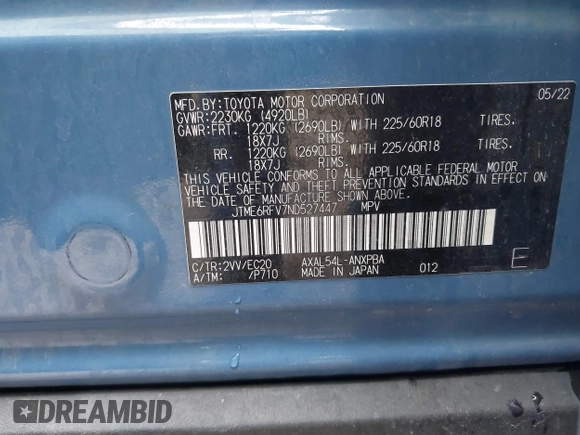 MFD.BY:TOYOTA MOTOR CORPORATION 05/22
GVWR:2230KG (4920LB)
GAWR:FRT. 1220KG (2690LB) WITH 225/60R18 TIRES.
18X7J RIMS.
RR. 1220KG (2690LB) WITH 225/60R18 TIRES.
18X7J RIMS.
THIS VEHICLE CONFORMS TO ALL APPLICABLE FEDERAL MOTOR
VEHICLE SAFETY AND THEFT PREVENTION STANDARDS IN EFFECT ON
THE DATE OF MANUFACTURE SHOWN ABOVE.
JTME6RFV7ND527447 MPV
C/TR:2VV/EC20 AXAL54L-ANXPBA
A/TM: /P710 MADE IN JAPAN 012 E
DREAMBID